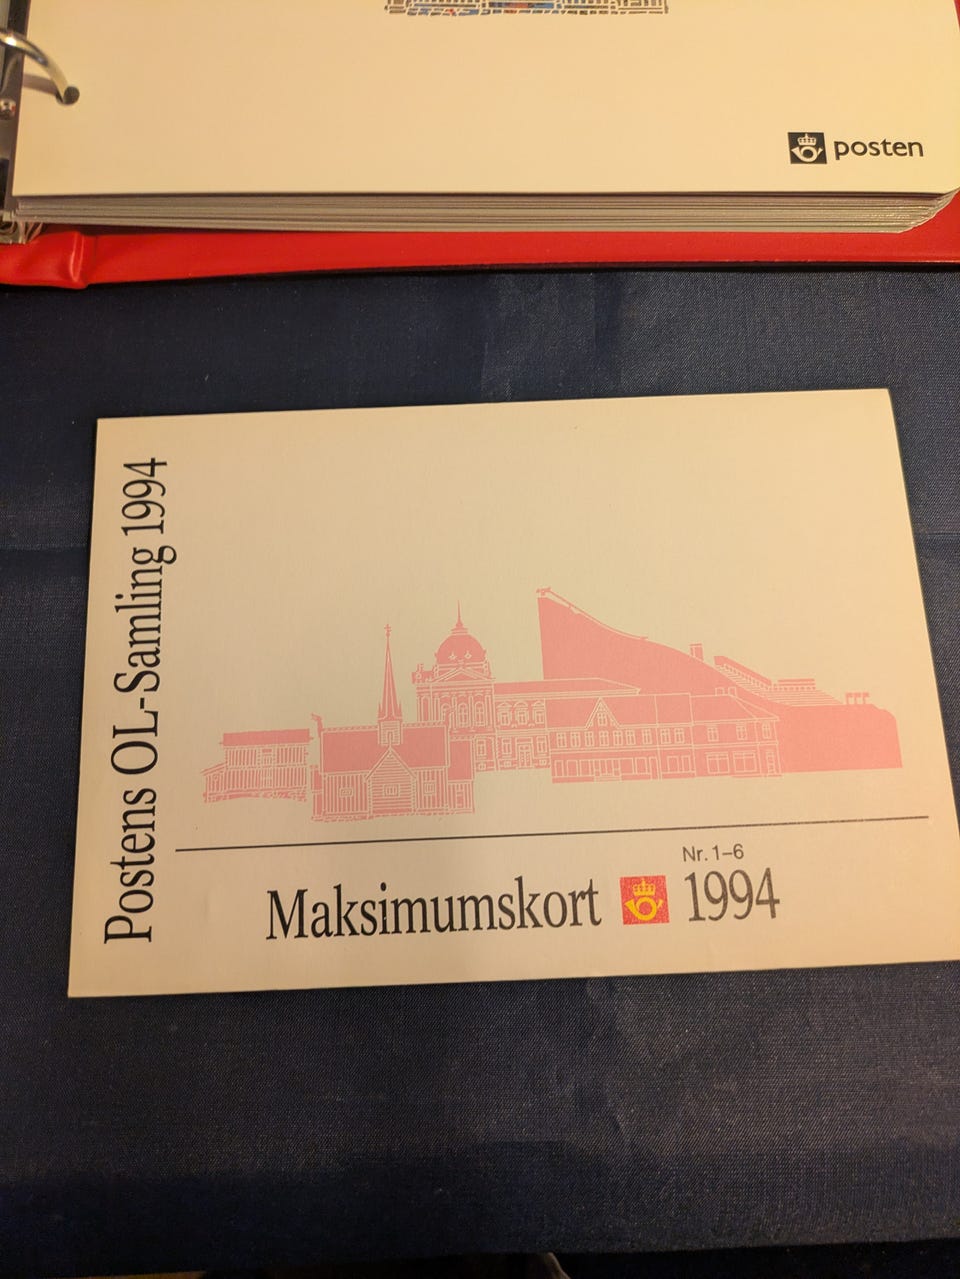 posten
Postens OL-Samling 1994
Nr. 1–6
Maksimumskort 1994